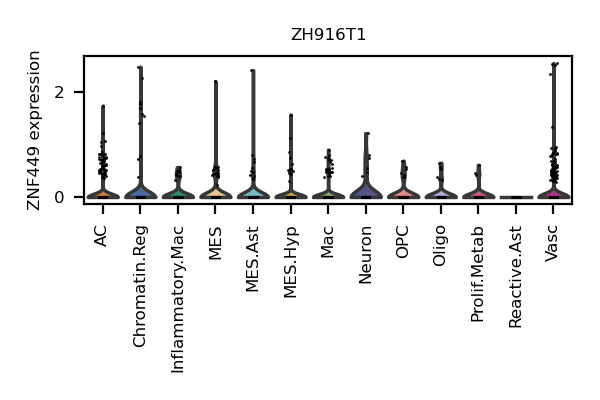 ZH916T1
ZNF449 expression
2
0
AC
Chromatin.Reg
Inflammatory.Mac
MES
MES.Ast
MES.Hyp
Mac
Neuron
OPC
Oligo
Prolif.Metab
Reactive.Ast
Vasc